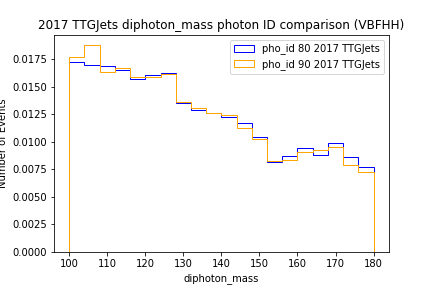 2017 TTGJets diphoton_mass photon ID comparison (VBFHH)
pho_id 80 2017 TTGJets
pho_id 90 2017 TTGJets
Number of Events
0.0175
0.0150
0.0125
0.0100
0.0075
0.0050
0.0025
0.0000
100 110 120 130 140 150 160 170 180
diphoton_mass